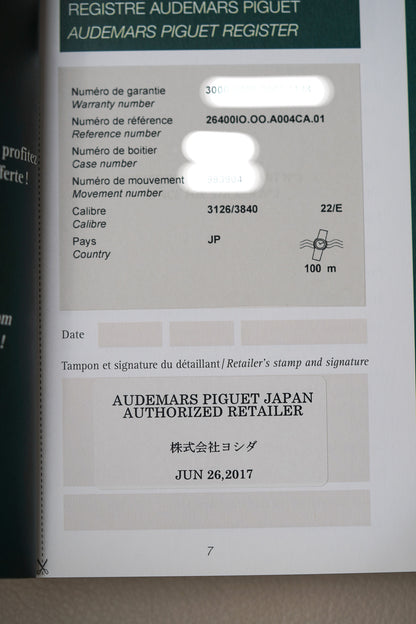 REGISTRE AUDEMARS PIGUET
AUDEMARS PIGUET REGISTER
profitez
ferte !
om
!
Numéro de garantie
Warranty number
Numéro de référence 26400IO.OO.A004CA.01
Reference number
Numéro de boitier
Case number
Numéro de mouvement
Movement number
Calibre 3126/3840 22/E
Calibre
Pays JP
Country
100 m
Date
Tampon et signature du détaillant / Retailer's stamp and signature
AUDEMARS PIGUET JAPAN
AUTHORIZED RETAILER
株式会社ヨシダ
JUN 26,2017
7